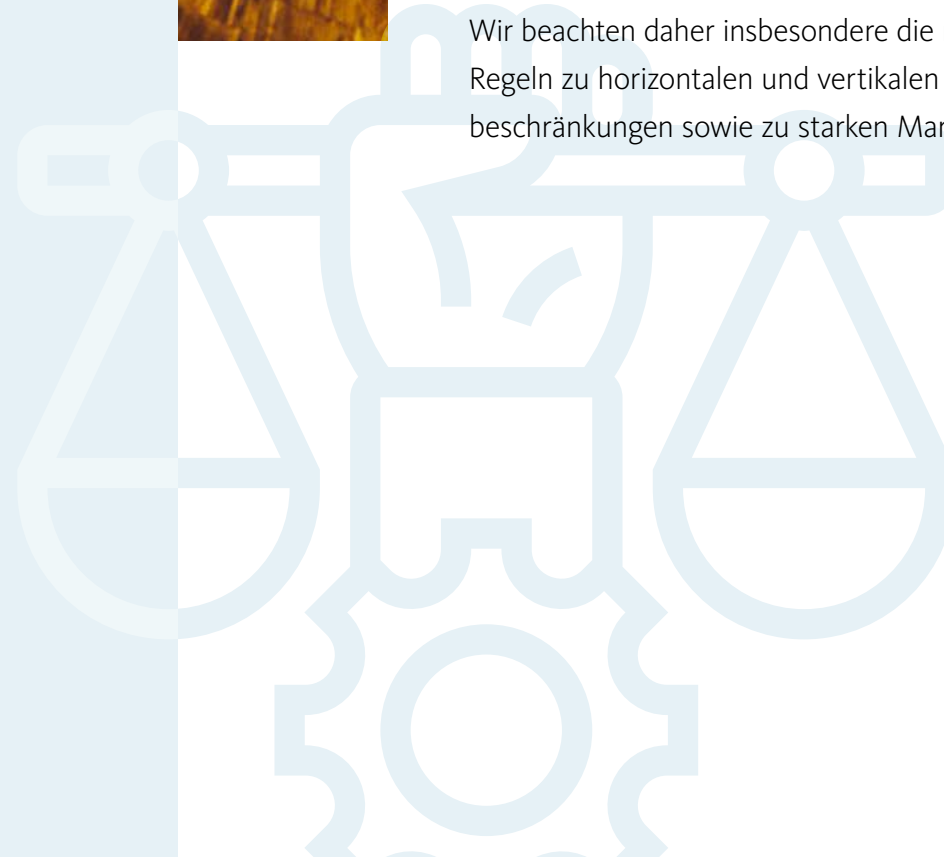 Wir beachten daher insbesondere die
Regeln zu horizontalen und vertikalen
beschränkungen sowie zu starken